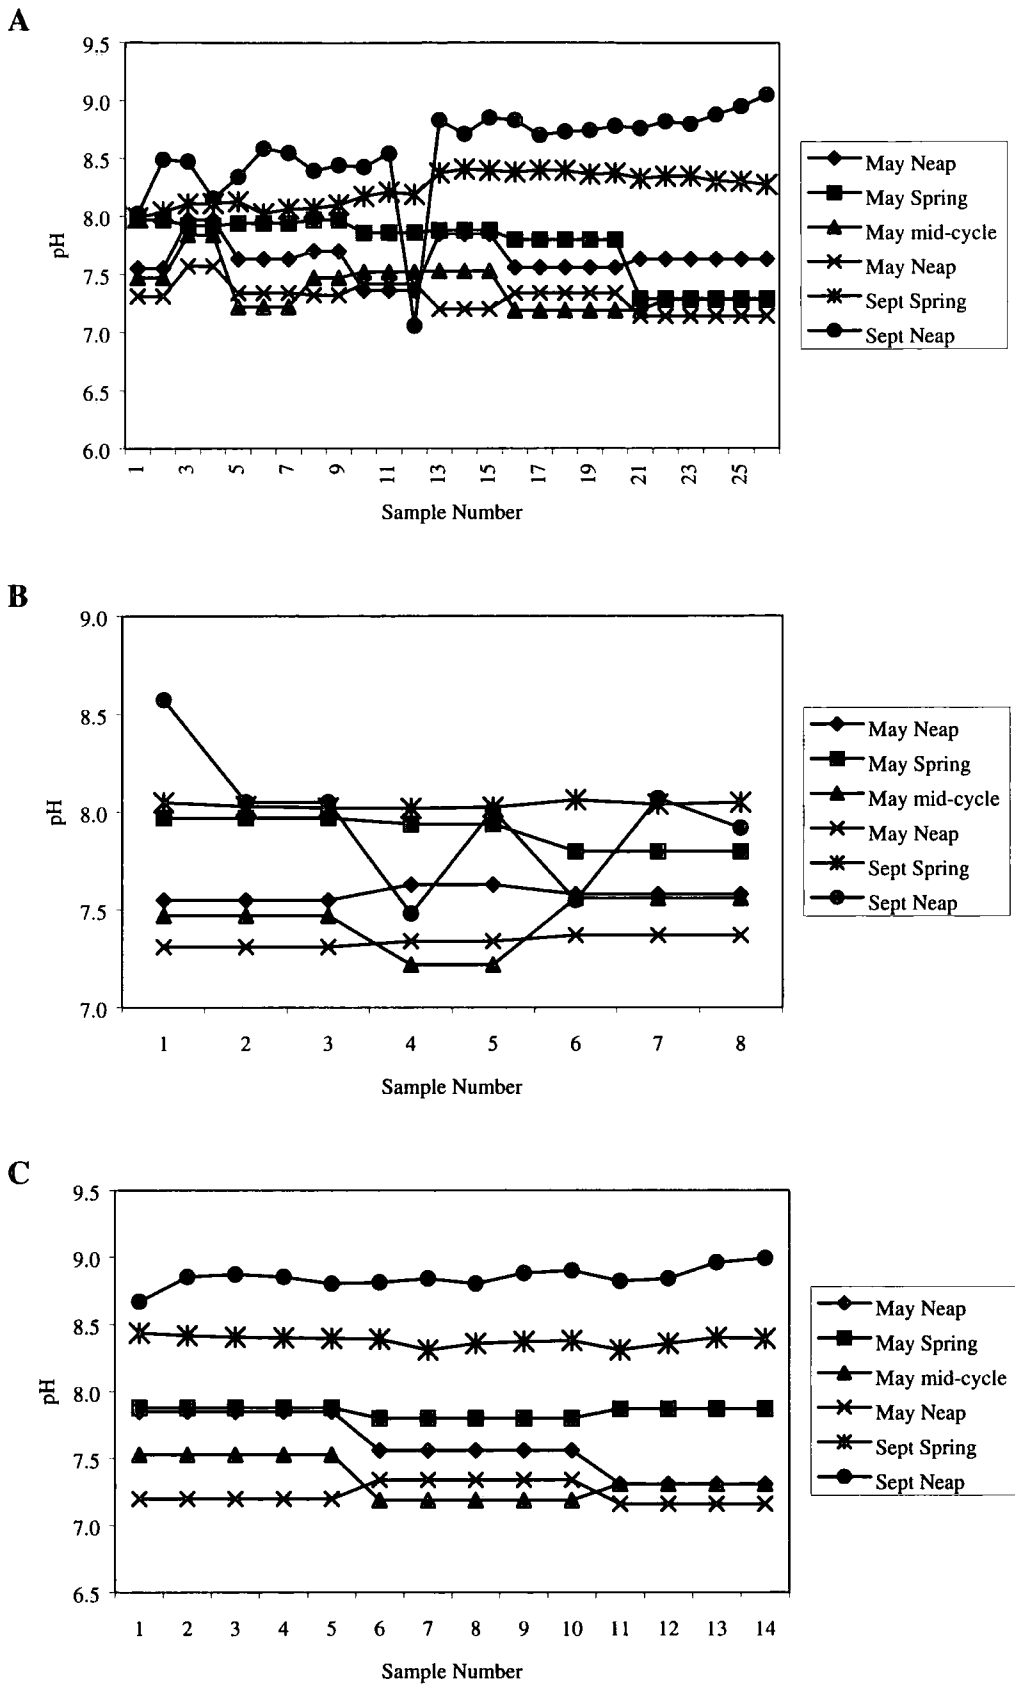 A
9.5
9.0
8.5
8.0
7.5
7.0
6.5
6.0
pH
1 3 5 7 9 11 13 15 17 19 21 23 25
Sample Number
May Neap
May Spring
May mid-cycle
May Neap
Sept Spring
Sept Neap
B
9.0
8.5
8.0
7.5
7.0
pH
1 2 3 4 5 6 7 8
Sample Number
May Neap
May Spring
May mid-cycle
May Neap
Sept Spring
Sept Neap
C
9.5
9.0
8.5
8.0
7.5
7.0
6.5
pH
1 2 3 4 5 6 7 8 9 10 11 12 13 14
Sample Number
May Neap
May Spring
May mid-cycle
May Neap
Sept Spring
Sept Neap